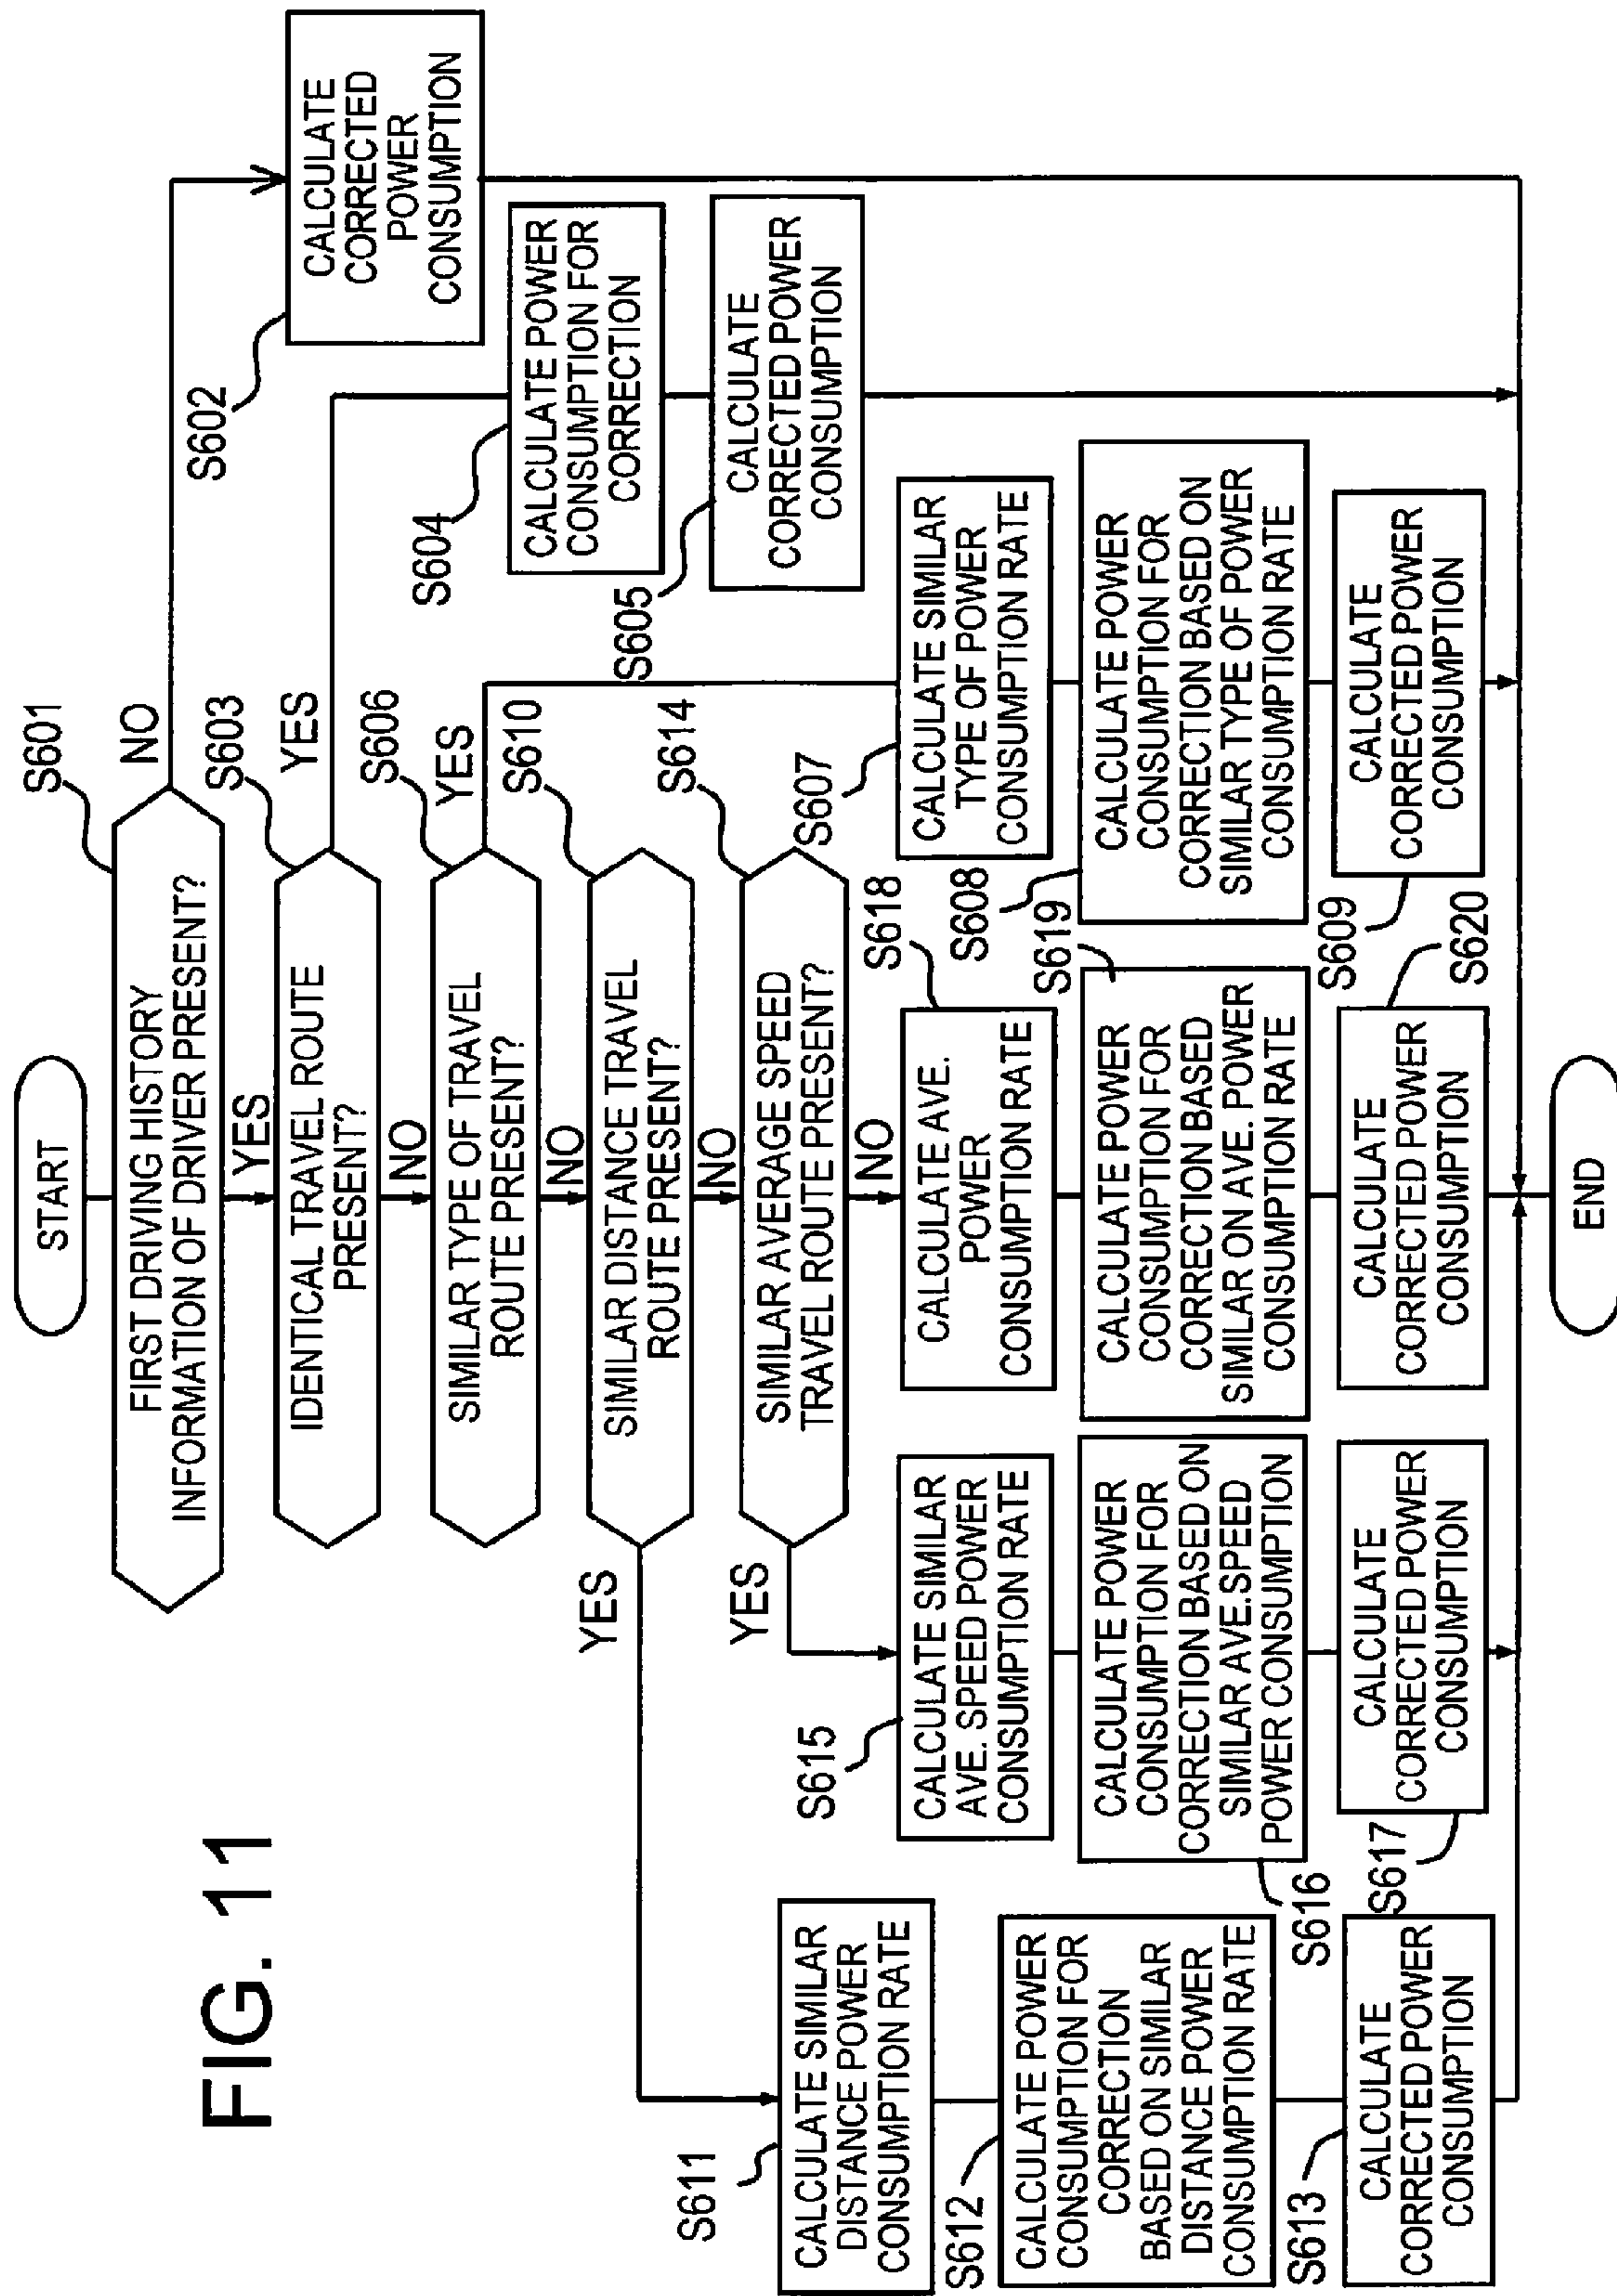 FIG. 11
START
S601
FIRST DRIVING HISTORY
INFORMATION OF DRIVER PRESENT?
NO
YES
S602
CALCULATE
CORRECTED
POWER
CONSUMPTION
S603
IDENTICAL TRAVEL ROUTE
PRESENT?
YES
NO
S604
CALCULATE POWER
CONSUMPTION FOR
CORRECTION
S605
CALCULATE
CORRECTED POWER
CONSUMPTION
S606
SIMILAR TYPE OF TRAVEL
ROUTE PRESENT?
YES
NO
S610
SIMILAR DISTANCE TRAVEL
ROUTE PRESENT?
YES
NO
S614
SIMILAR AVERAGE SPEED
TRAVEL ROUTE PRESENT?
YES
NO
S611
CALCULATE SIMILAR
DISTANCE POWER
CONSUMPTION RATE
S612
CALCULATE POWER
CONSUMPTION FOR
CORRECTION
BASED ON SIMILAR
DISTANCE POWER
CONSUMPTION RATE
S613
CALCULATE
CORRECTED POWER
CONSUMPTION
S615
CALCULATE SIMILAR
AVE. SPEED POWER
CONSUMPTION RATE
S616
CALCULATE POWER
CONSUMPTION FOR
CORRECTION BASED ON
SIMILAR AVE.SPEED
POWER CONSUMPTION
S617
CALCULATE
CORRECTED POWER
CONSUMPTION
S618
CALCULATE AVE.
POWER
CONSUMPTION RATE
S619
CALCULATE POWER
CONSUMPTION FOR
CORRECTION BASED
SIMILAR ON AVE. POWER
CONSUMPTION RATE
S620
CALCULATE
CORRECTED POWER
CONSUMPTION
S607
CALCULATE SIMILAR
TYPE OF POWER
CONSUMPTION RATE
S608
CALCULATE POWER
CONSUMPTION FOR
CORRECTION BASED ON
SIMILAR TYPE OF POWER
CONSUMPTION RATE
S609
CALCULATE
CORRECTED POWER
CONSUMPTION
END